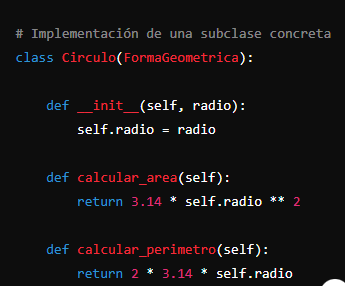 # Implementación de una subclase concreta
class Circulo(FormaGeometrica):
def __init__(self, radio):
self.radio = radio
def calcular_area(self):
return 3.14 * self.radio ** 2
def calcular_perimetro(self):
return 2 * 3.14 * self.radio